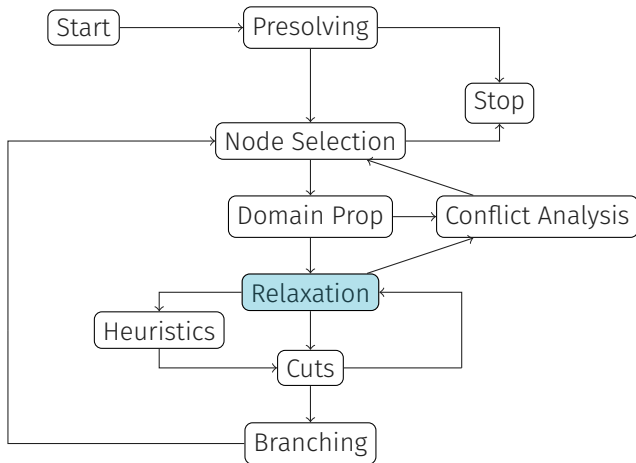 Start
Presolving
Stop
Node Selection
Domain Prop
Conflict Analysis
Relaxation
Heuristics
Cuts
Branching